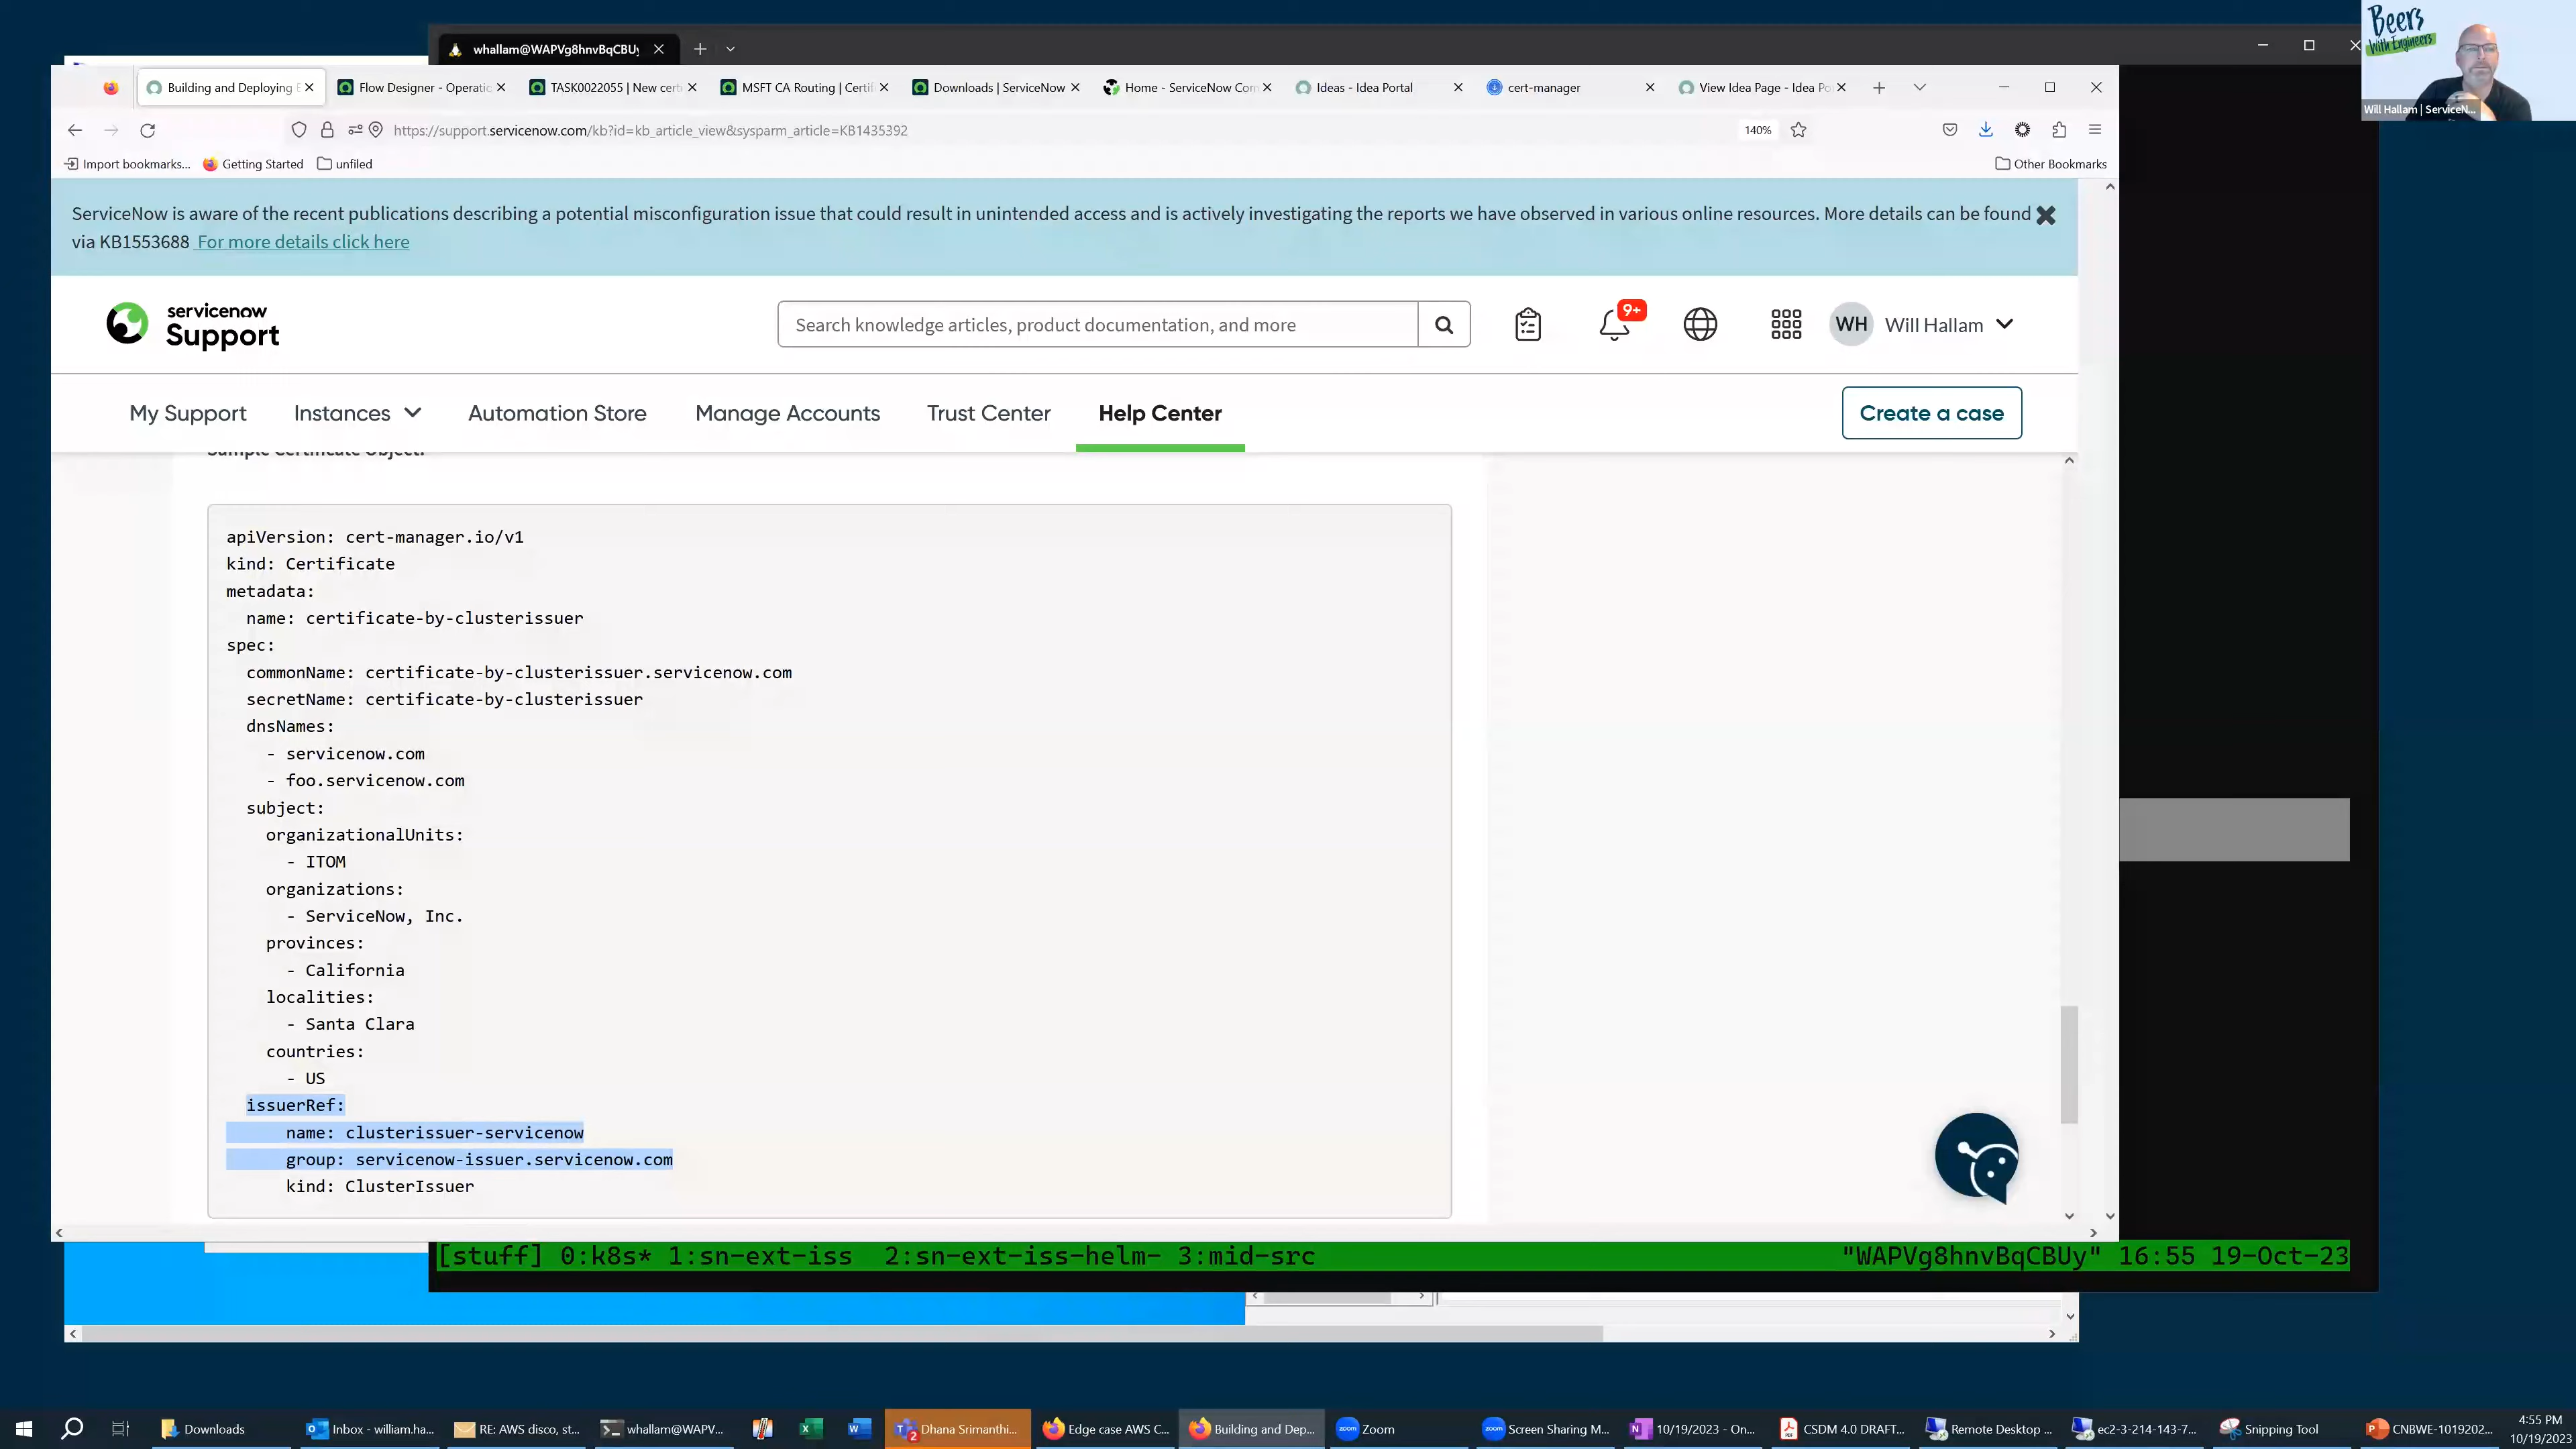 whallam@WAPVg8hnvBqCBUy
Beers
With Engineers
Will Hallam | ServiceN...
Building and Deploying E
Flow Designer - Operatic
TASK0022055 | New cert
MSFT CA Routing | Certif
Downloads | ServiceNow
Home - ServiceNow Com
Ideas - Idea Portal
cert-manager
View Idea Page - Idea Po
https://support.servicenow.com/kb?id=kb_article_view&sysparm_article=KB1435392
140%
Import bookmarks...
Getting Started
unfiled
Other Bookmarks
ServiceNow is aware of the recent publications describing a potential misconfiguration issue that could result in unintended access and is actively investigating the reports we have observed in various online resources. More details can be found
via KB1553688 For more details click here
servicenow
Support
Search knowledge articles, product documentation, and more
9+
WH
Will Hallam
My Support
Instances
Automation Store
Manage Accounts
Trust Center
Help Center
Create a case
Sample Certificate Object:
apiVersion: cert-manager.io/v1
kind: Certificate
metadata:
name: certificate-by-clusterissuer
spec:
commonName: certificate-by-clusterissuer.servicenow.com
secretName: certificate-by-clusterissuer
dnsNames:
- servicenow.com
- foo.servicenow.com
subject:
organizationalUnits:
- ITOM
organizations:
- ServiceNow, Inc.
provinces:
- California
localities:
- Santa Clara
countries:
- US
issuerRef:
name: clusterissuer-servicenow
group: servicenow-issuer.servicenow.com
kind: ClusterIssuer
[stuff] 0:k8s* 1:sn-ext-iss 2:sn-ext-iss-helm- 3:mid-src
"WAPVg8hnvBqCBUy" 16:55 19-Oct-23
Downloads
Inbox - william.ha...
RE: AWS disco, st...
whallam@WAPV...
2
Dhana Srimanthi...
Edge case AWS C...
Building and Dep...
Zoom
Screen Sharing M...
10/19/2023 - On...
CSDM 4.0 DRAFT...
Remote Desktop ...
ec2-3-214-143-7...
Snipping Tool
CNBWE-1019202...
4:55 PM
10/19/2023